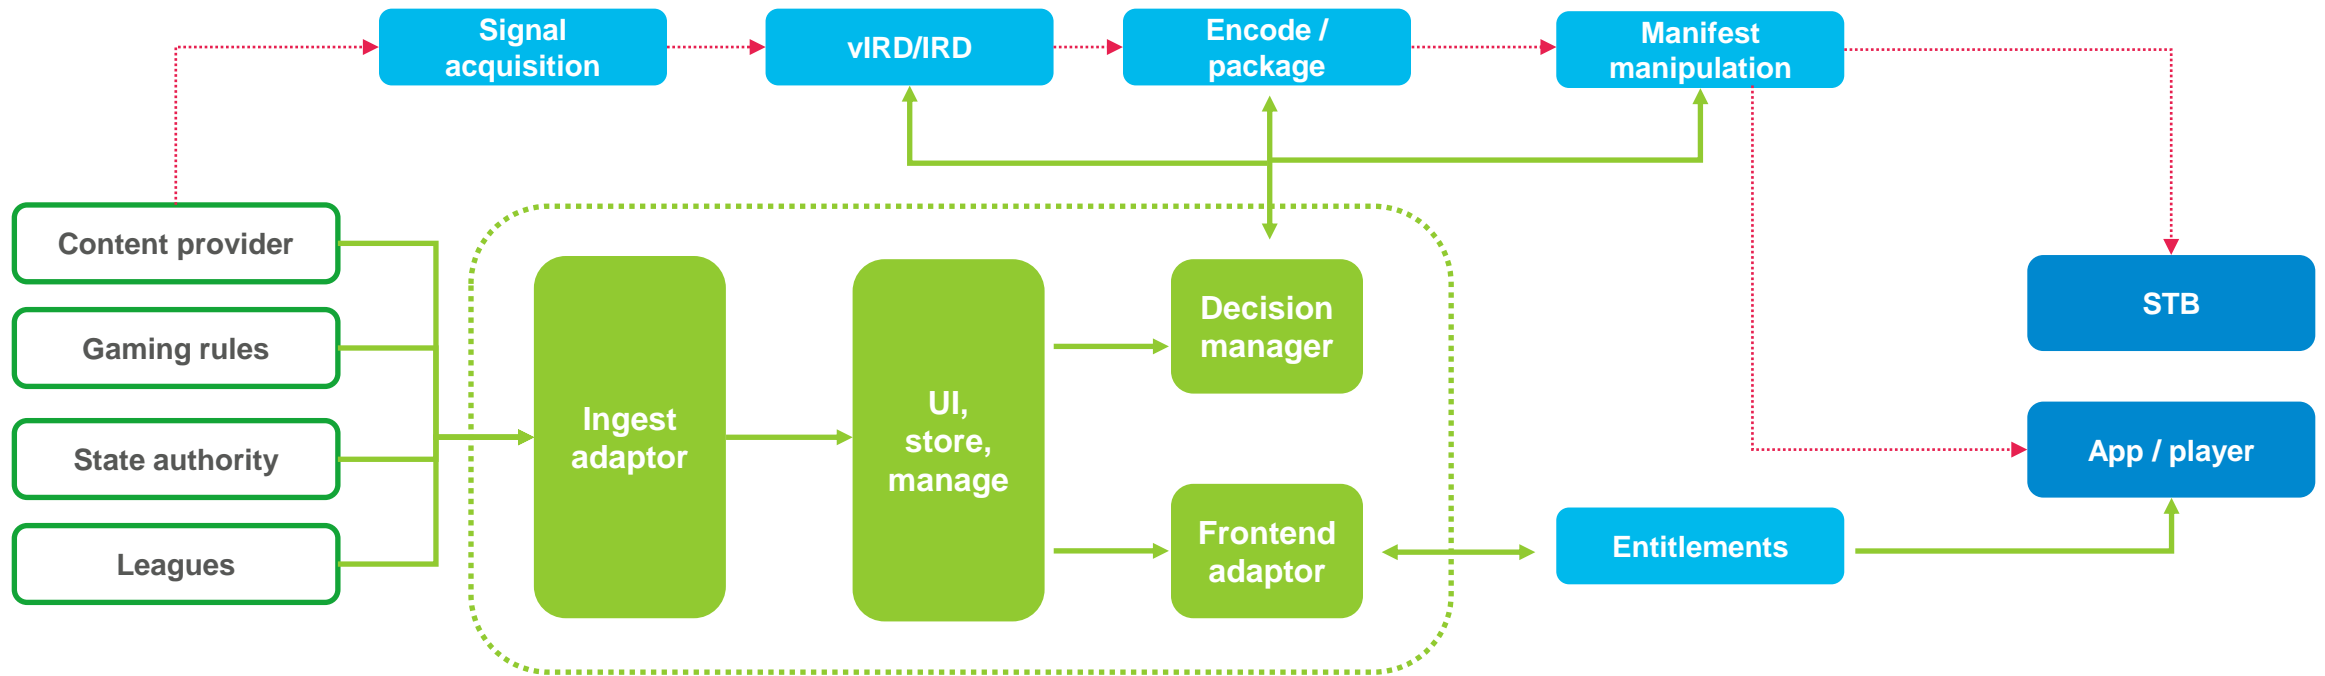 Signal
acquisition
vIRD/IRD
Encode /
package
Manifest
manipulation
Content provider
Gaming rules
State authority
Leagues
Ingest
adaptor
UI,
store,
manage
Decision
manager
Frontend
adaptor
Entitlements
STB
App / player